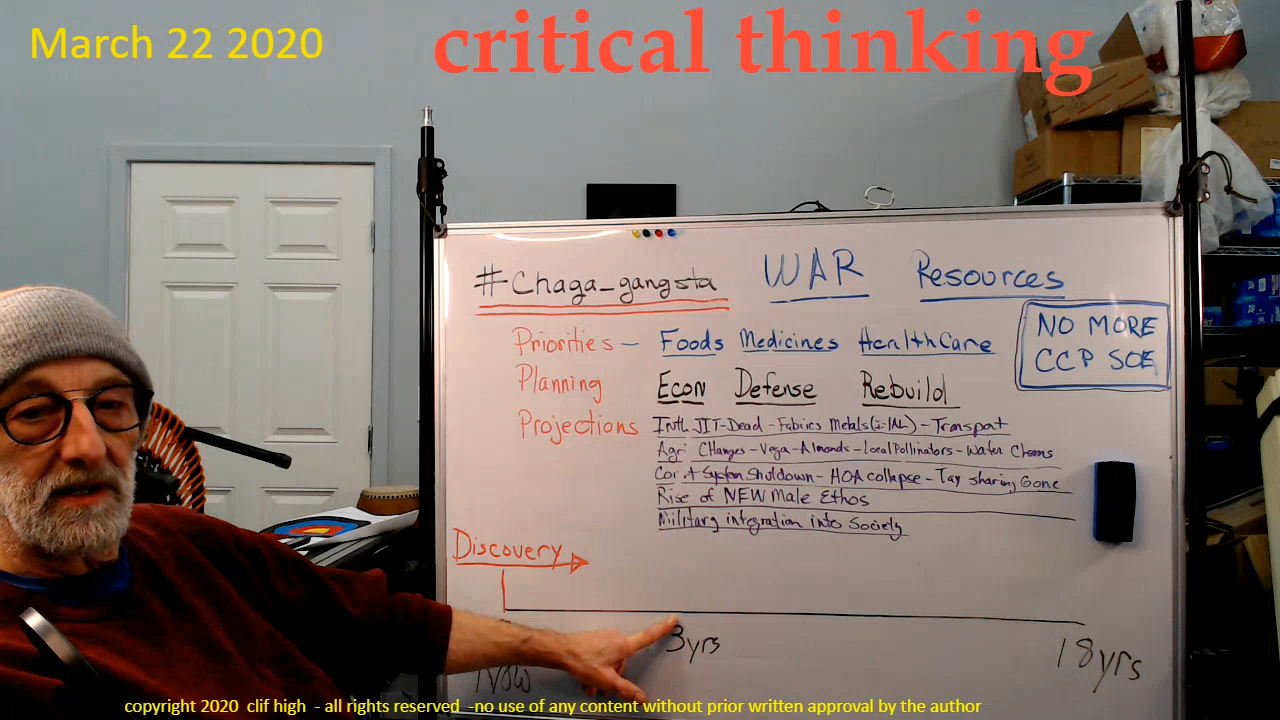 March 22 2020
critical thinking
#Chaga_gangsta WAR Resources
NO MORE
CCP SOE
Priorities - Foods Medicines HealthCare
Planning Econ Defense Rebuild
Projections Intl JIT-Dead - Fabrics Metals - Transport
Agri CHanges - Vega - Almonds - Local Pollinators - Water Chems
System Shutdown - HOA collapse - Tax sharing Gone
Rise of NEW Male Ethos
Military integration into Society
Discovery
3yrs
18yrs
Now
copyright 2020 clif high - all rights reserved -no use of any content without prior written approval by the author